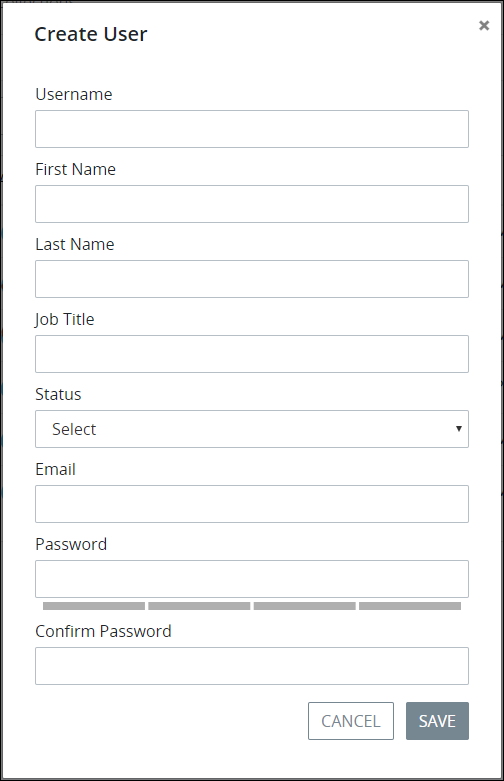 Create User
×
Username
First Name
Last Name
Job Title
Status
Select
Email
Password
Confirm Password
CANCEL SAVE